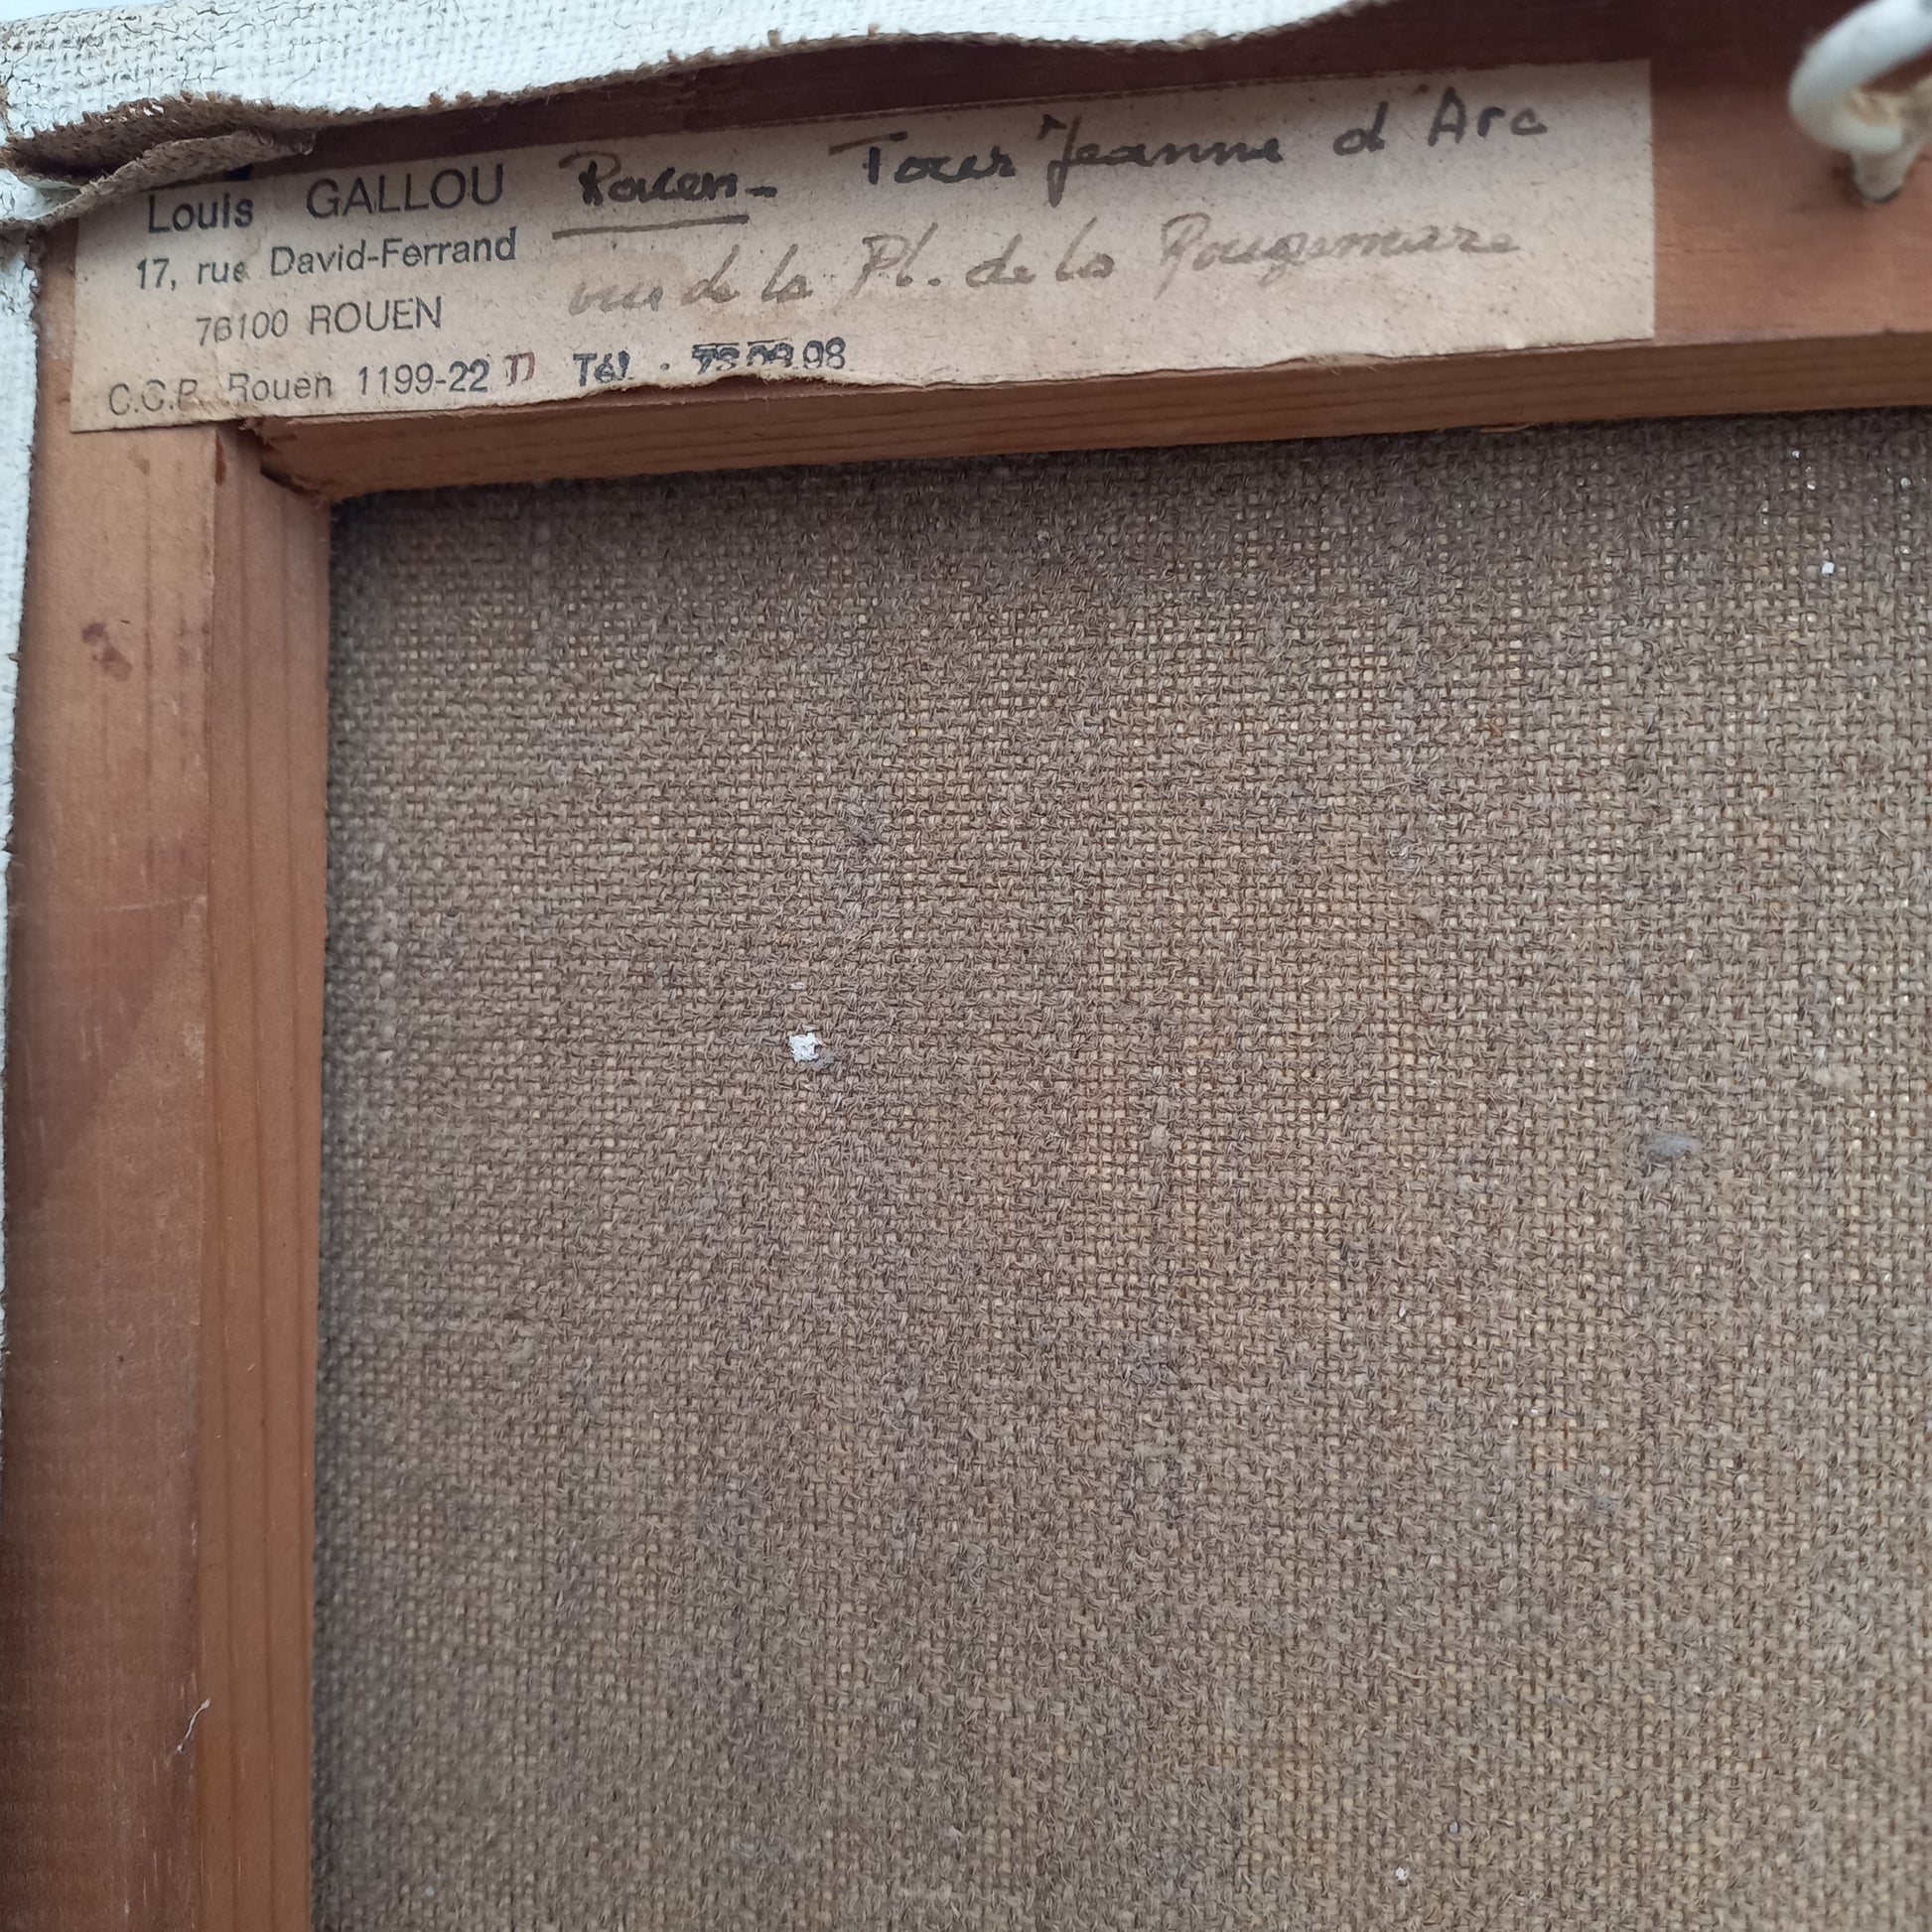 Louis GALLOU
17, rue David-Ferrand
76100 ROUEN
C.C.P. Rouen 1199-22 D Tél. 98
Rouen - Tour Jeanne d'Arc
vue de la Pl. de la Rougemare